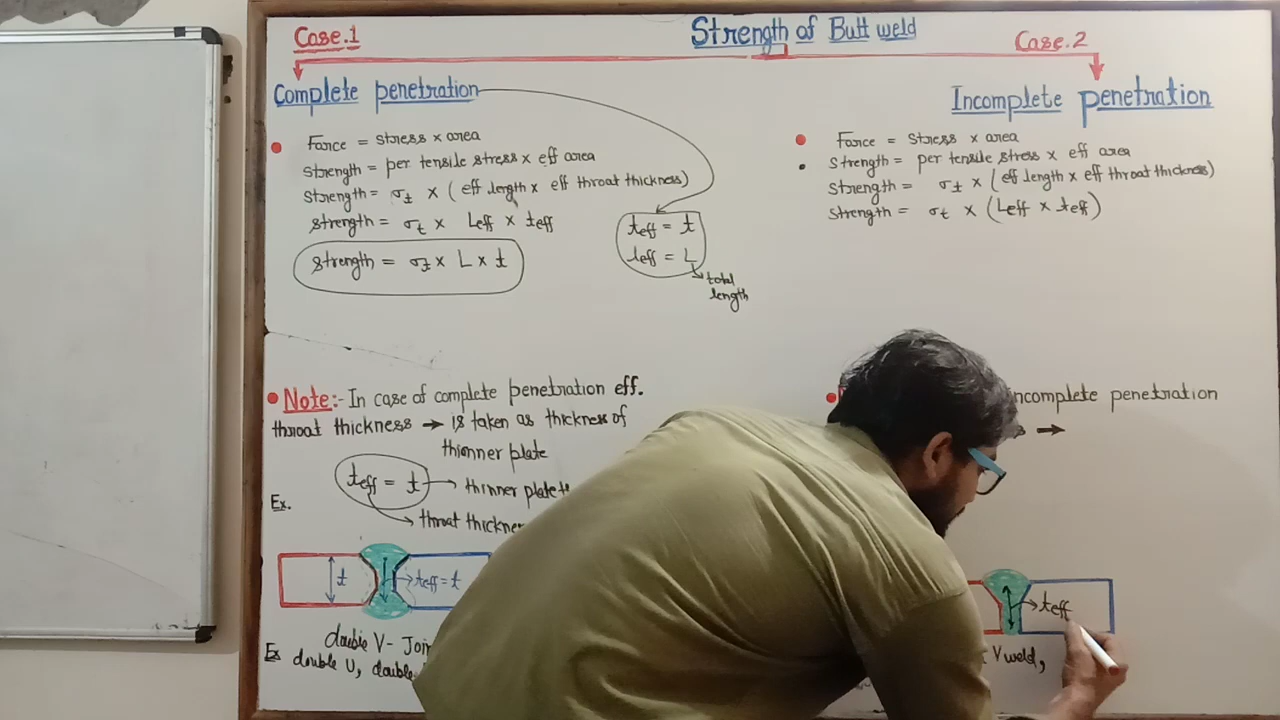 Strength of Butt weld
Case.1
Complete penetration
Force = stress × area
Strength = per tensile stress × eff area
Strength = σt × (eff length × eff throat thickness)
Strength = σt × Leff × teff
Strength = σt × L × t
teff = t
leff = L
total
length
Note:- In case of complete penetration eff.
throat thickness → is taken as thickness of
thinner plate
teff = t → thinner plate
throat
Ex.
t
teff = t
double V-
Ex double U, double
Case.2
Incomplete penetration
Force = stress × area
Strength = per tensile stress × eff area
Strength = σt × (eff length × eff throat thickness)
Strength = σt × (Leff × teff)
ncomplete penetration
→
teff
V weld,